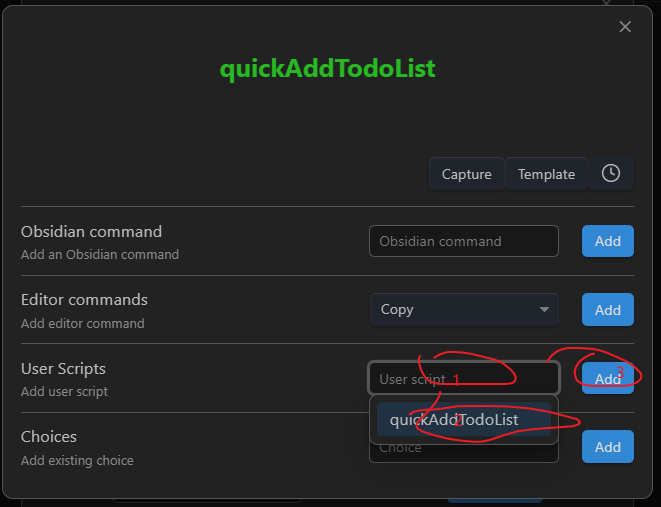 quickAddTodoList
Capture Template
Obsidian command
Add an Obsidian command
Obsidian command Add
Editor commands
Add editor command
Copy Add
User Scripts
Add user script
User script 1 Add 3
quickAddTodoList 2
Choices
Add existing choice
Choice Add